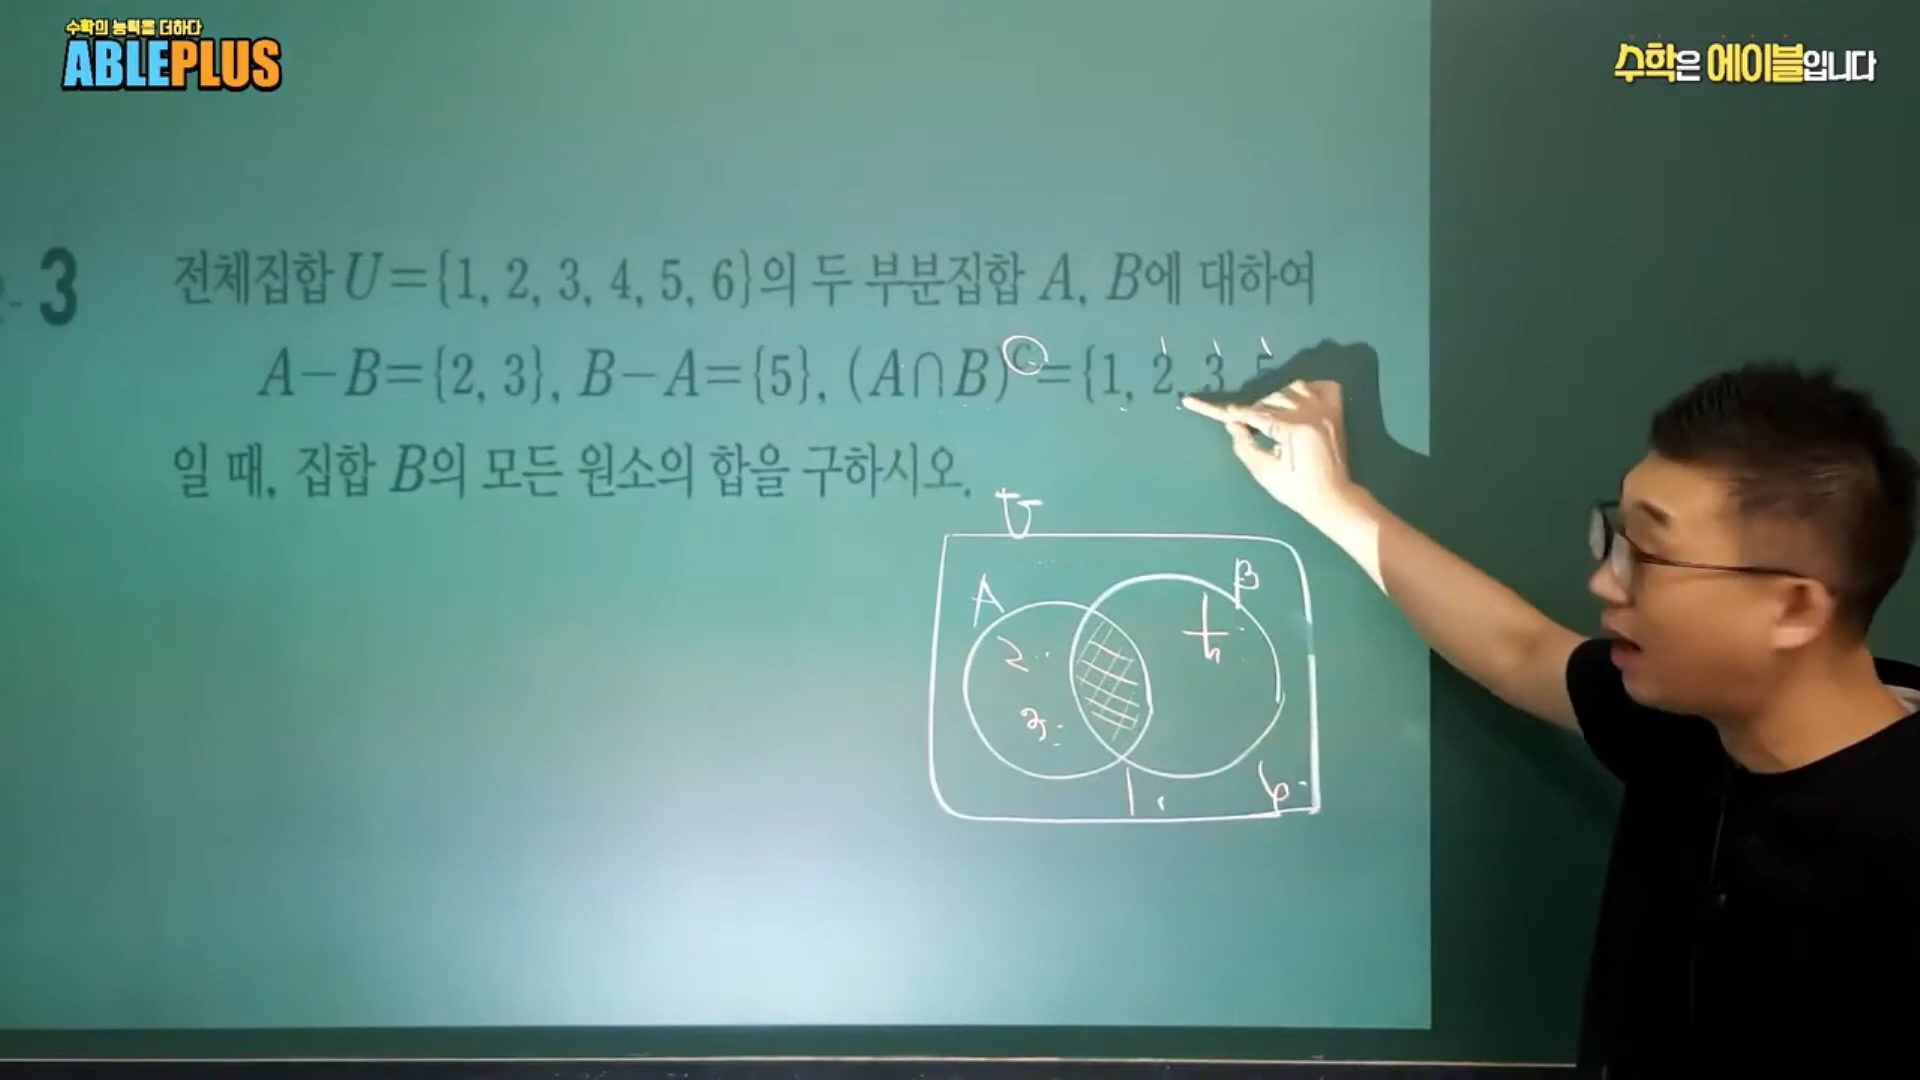 수학의 능력을 더하다
ABLEPLUS
수학은 에이블입니다
3
전체집합 U={1, 2, 3, 4, 5, 6}의 두 부분집합 A, B에 대하여
A−B={2, 3}, B−A={5}, (A∩B)ᶜ={1, 2, 3, 5
일 때, 집합 B의 모든 원소의 합을 구하시오.
U
A B
2 5
3
1 6